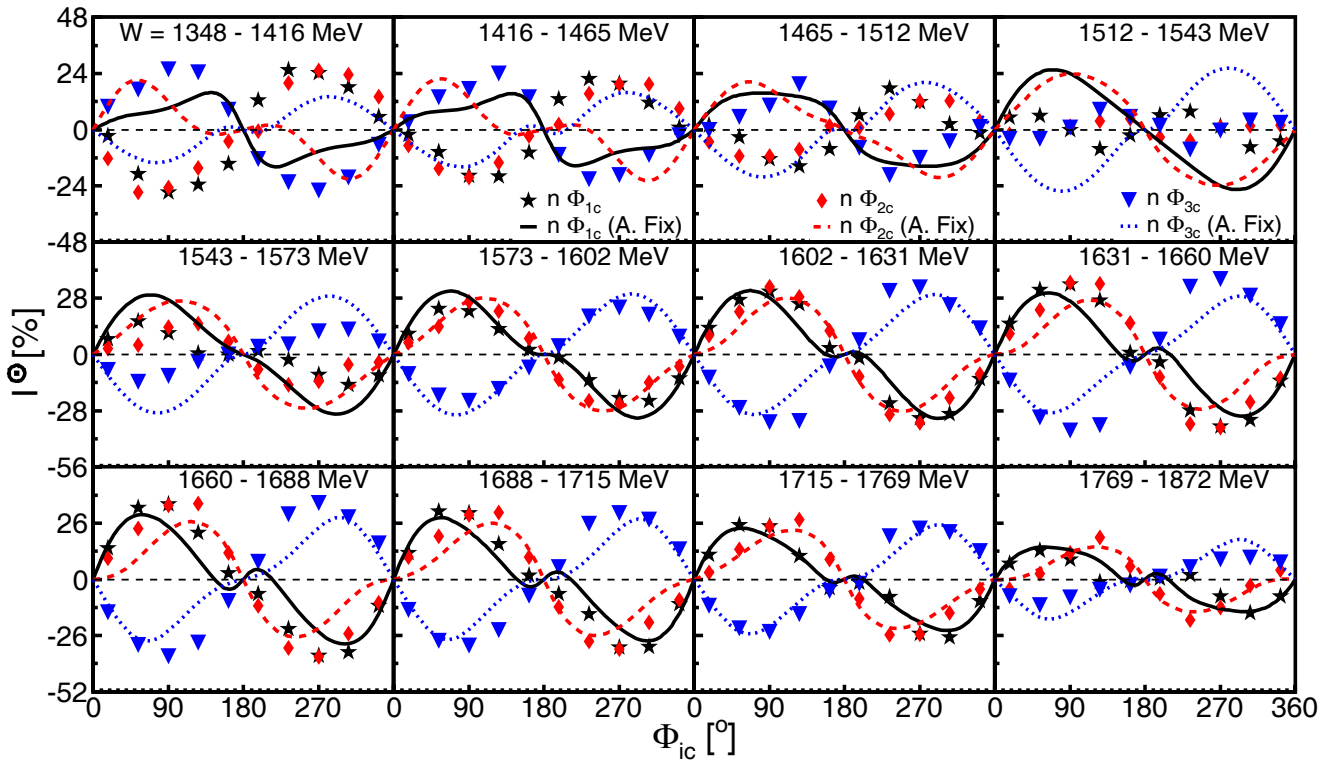 48
W = 1348 - 1416 MeV
1416 - 1465 MeV
1465 - 1512 MeV
1512 - 1543 MeV
24
0
-24
n Φ1c
n Φ2c
n Φ3c
n Φ1c (A. Fix)
n Φ2c (A. Fix)
n Φ3c (A. Fix)
-48
1543 - 1573 MeV
1573 - 1602 MeV
1602 - 1631 MeV
1631 - 1660 MeV
28
0
-28
-56
I ⊙ [%]
1660 - 1688 MeV
1688 - 1715 MeV
1715 - 1769 MeV
1769 - 1872 MeV
26
0
-26
-52
0 90 180 270 0 90 180 270 0 90 180 270 0 90 180 270 360
Φic [o]